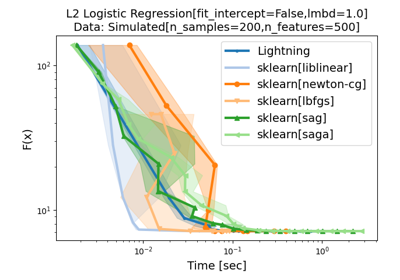 L2 Logistic Regression[fit_intercept=False,lmbd=1.0]
Data: Simulated[n_samples=200,n_features=500]
Lightning
sklearn[liblinear]
sklearn[newton-cg]
sklearn[lbfgs]
sklearn[sag]
sklearn[saga]
F(x)
10²
10¹
10⁻²
10⁻¹
10⁰
Time [sec]